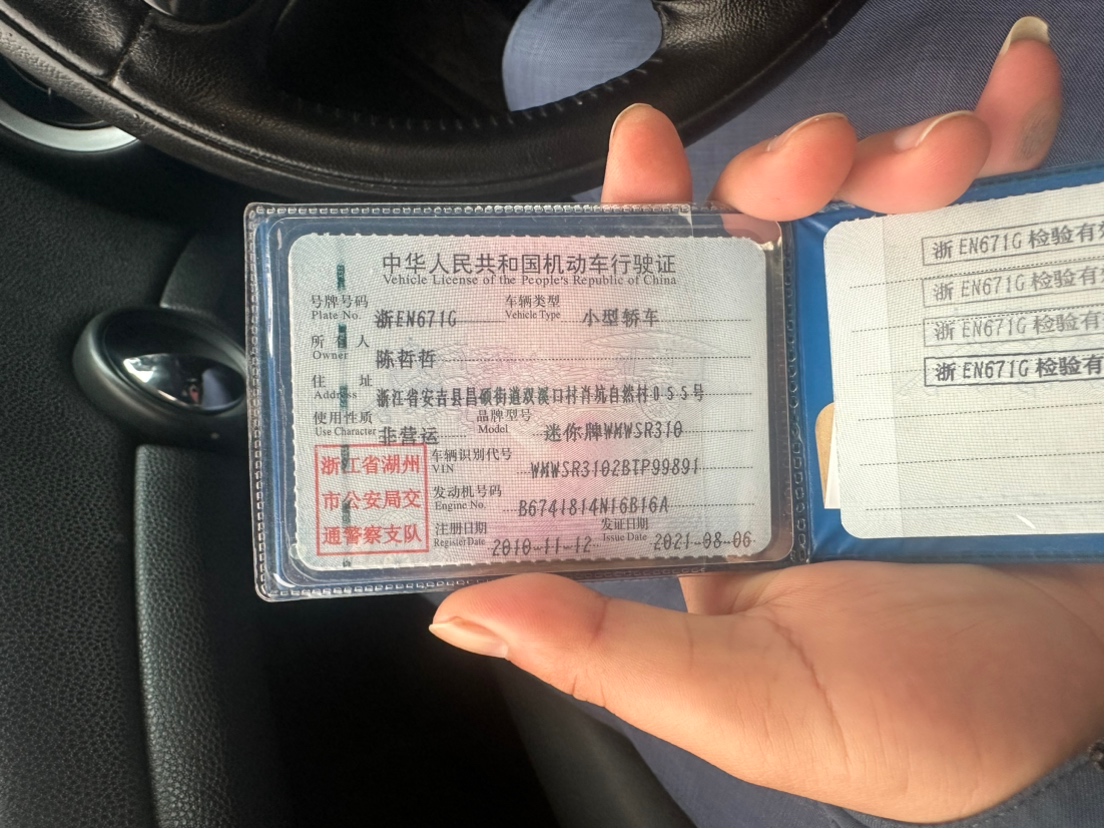 中华人民共和国机动车行驶证
Vehicle License of the People's Republic of China
号牌号码 浙EN671G 车辆类型 小型轿车
Plate No. Vehicle Type
所有人 陈哲哲
Owner
住址 浙江省安吉县昌硕街道双溪口村肖坑自然村055号
Address
使用性质 非营运 品牌型号 迷你牌WMWSR310
Use Character Model
车辆识别代号 WMWSR3102BTP99891
VIN
发动机号码 B6741814N16B16A
Engine No.
注册日期 2010-11-12 发证日期 2021-08-06
Register Date Issue Date
浙江省湖州
市公安局交
通警察支队
浙EN671G 检验有
浙EN671G 检验有
浙EN671G 检验有
浙EN671G 检验有